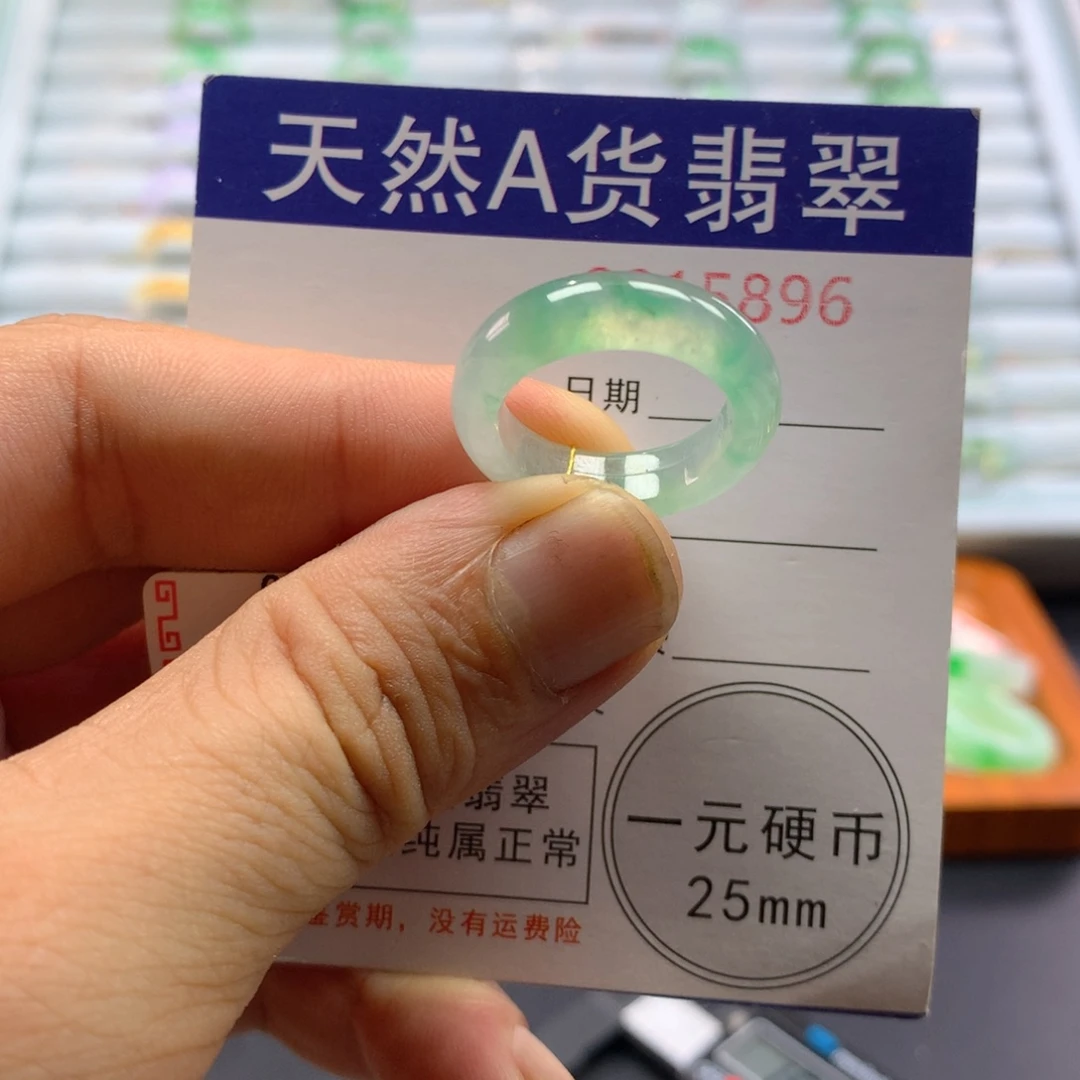 天然A货翡翠
5896
日期
翡翠
纯属正常
一元硬币
25mm
鉴赏期，没有运费险